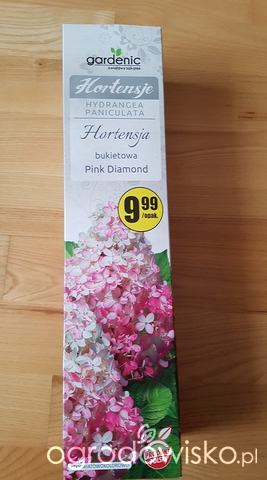 gardenic
Hortensje
HYDRANGEA
PANICULATA
Hortensja
bukietowa
Pink Diamond
9.99
/opak.
ogrodowisko.pl